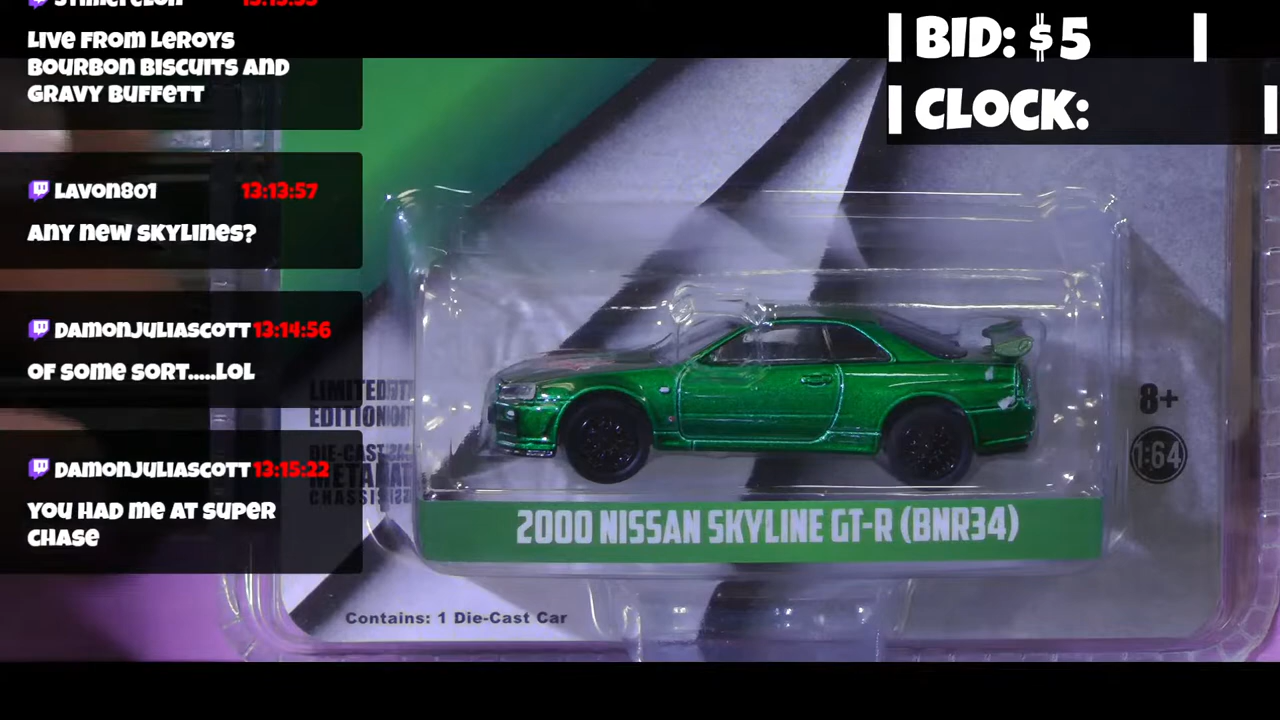 LIVE FROM LEROYS
BOURBON BISCUITS AND
GRAVY BUFFETT
LAVON801 13:13:57
ANY NEW SKYLINES?
DAMONJULIASCOTT 13:14:56
OF SOME SORT.....LOL
DAMONJULIASCOTT 13:15:22
YOU HAD ME AT SUPER
CHASE
| BID: $5 |
| CLOCK: |
LIMITED
EDITION
DIE-CAST
METAL
CHASSIS
8+
1:64
2000 NISSAN SKYLINE GT-R (BNR34)
Contains: 1 Die-Cast Car